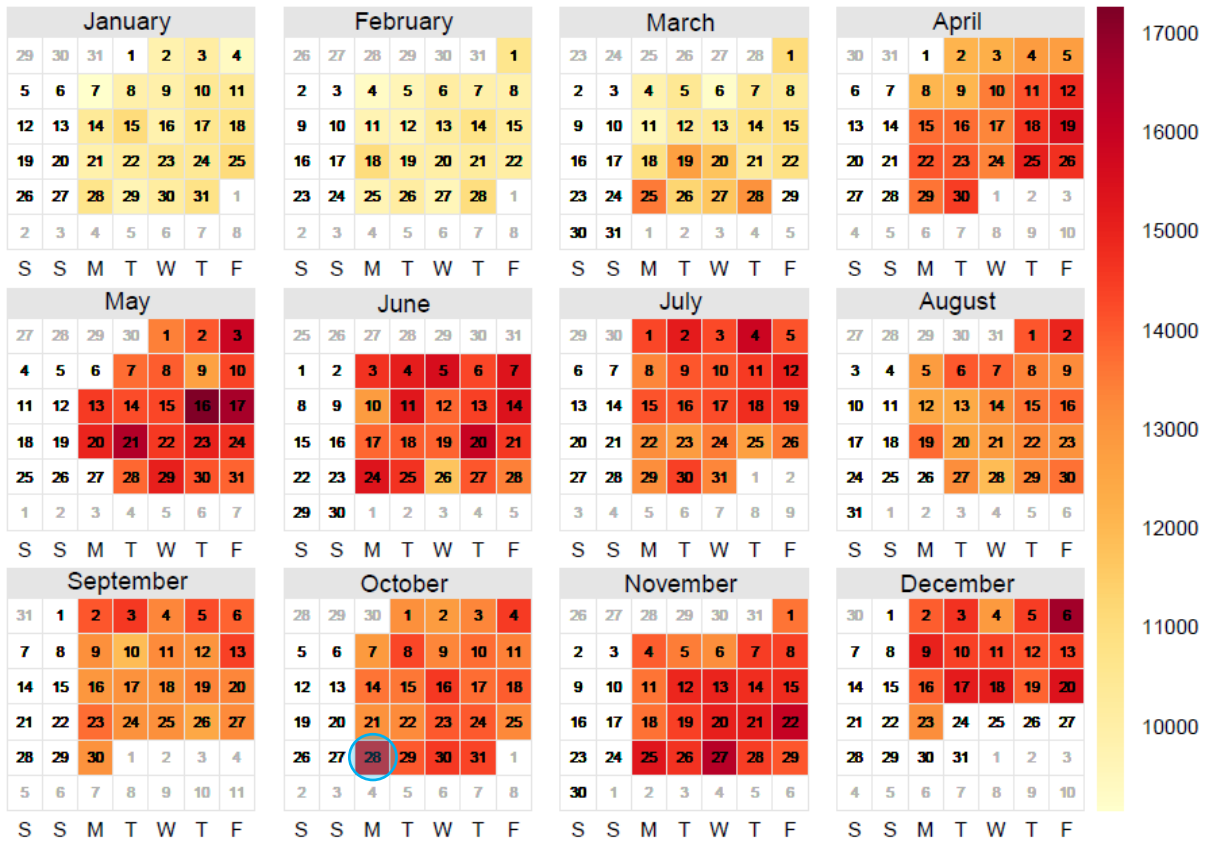 January February March April
29 30 31 1 2 3 4 26 27 28 29 30 31 1 23 24 25 26 27 28 1 30 31 1 2 3 4 5
5 6 7 8 9 10 11 2 3 4 5 6 7 8 2 3 4 5 6 7 8 6 7 8 9 10 11 12
12 13 14 15 16 17 18 9 10 11 12 13 14 15 9 10 11 12 13 14 15 13 14 15 16 17 18 19
19 20 21 22 23 24 25 16 17 18 19 20 21 22 16 17 18 19 20 21 22 20 21 22 23 24 25 26
26 27 28 29 30 31 1 23 24 25 26 27 28 1 23 24 25 26 27 28 29 27 28 29 30 1 2 3
2 3 4 5 6 7 8 2 3 4 5 6 7 8 30 31 1 2 3 4 5 4 5 6 7 8 9 10
S S M T W T F S S M T W T F S S M T W T F S S M T W T F
May June July August
27 28 29 30 1 2 3 25 26 27 28 29 30 31 29 30 1 2 3 4 5 27 28 29 30 31 1 2
4 5 6 7 8 9 10 1 2 3 4 5 6 7 6 7 8 9 10 11 12 3 4 5 6 7 8 9
11 12 13 14 15 16 17 8 9 10 11 12 13 14 13 14 15 16 17 18 19 10 11 12 13 14 15 16
18 19 20 21 22 23 24 15 16 17 18 19 20 21 20 21 22 23 24 25 26 17 18 19 20 21 22 23
25 26 27 28 29 30 31 22 23 24 25 26 27 28 27 28 29 30 31 1 2 24 25 26 27 28 29 30
1 2 3 4 5 6 7 29 30 1 2 3 4 5 3 4 5 6 7 8 9 31 1 2 3 4 5 6
S S M T W T F S S M T W T F S S M T W T F S S M T W T F
September October November December
31 1 2 3 4 5 6 28 29 30 1 2 3 4 26 27 28 29 30 31 1 30 1 2 3 4 5 6
7 8 9 10 11 12 13 5 6 7 8 9 10 11 2 3 4 5 6 7 8 7 8 9 10 11 12 13
14 15 16 17 18 19 20 12 13 14 15 16 17 18 9 10 11 12 13 14 15 14 15 16 17 18 19 20
21 22 23 24 25 26 27 19 20 21 22 23 24 25 16 17 18 19 20 21 22 21 22 23 24 25 26 27
28 29 30 1 2 3 4 26 27 28 29 30 31 1 23 24 25 26 27 28 29 28 29 30 31 1 2 3
5 6 7 8 9 10 11 2 3 4 5 6 7 8 30 1 2 3 4 5 6 4 5 6 7 8 9 10
S S M T W T F S S M T W T F S S M T W T F S S M T W T F
17000
16000
15000
14000
13000
12000
11000
10000